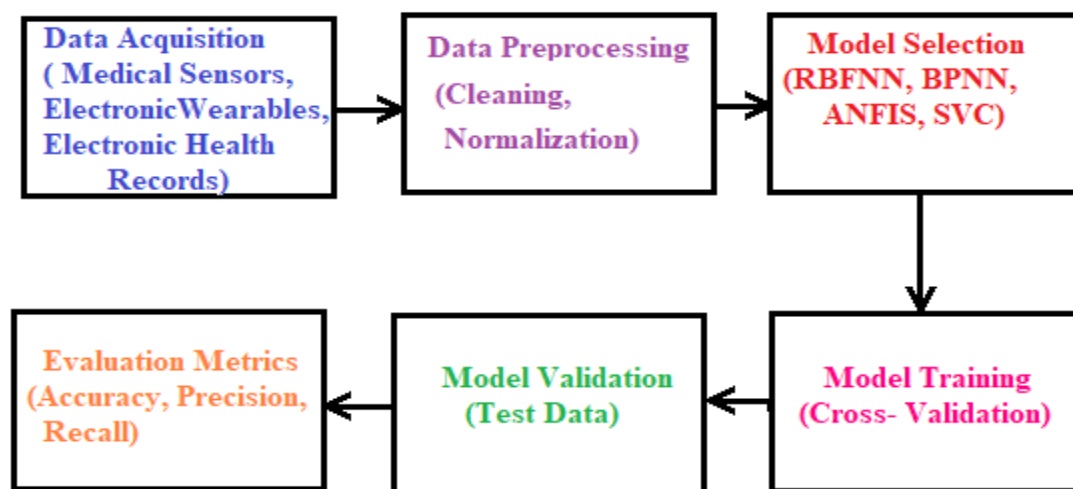 Data Acquisition
( Medical Sensors,
ElectronicWearables,
Electronic Health
Records)
Data Preprocessing
(Cleaning,
Normalization)
Model Selection
(RBFNN, BPNN,
ANFIS, SVC)
Model Training
(Cross- Validation)
Model Validation
(Test Data)
Evaluation Metrics
(Accuracy, Precision,
Recall)